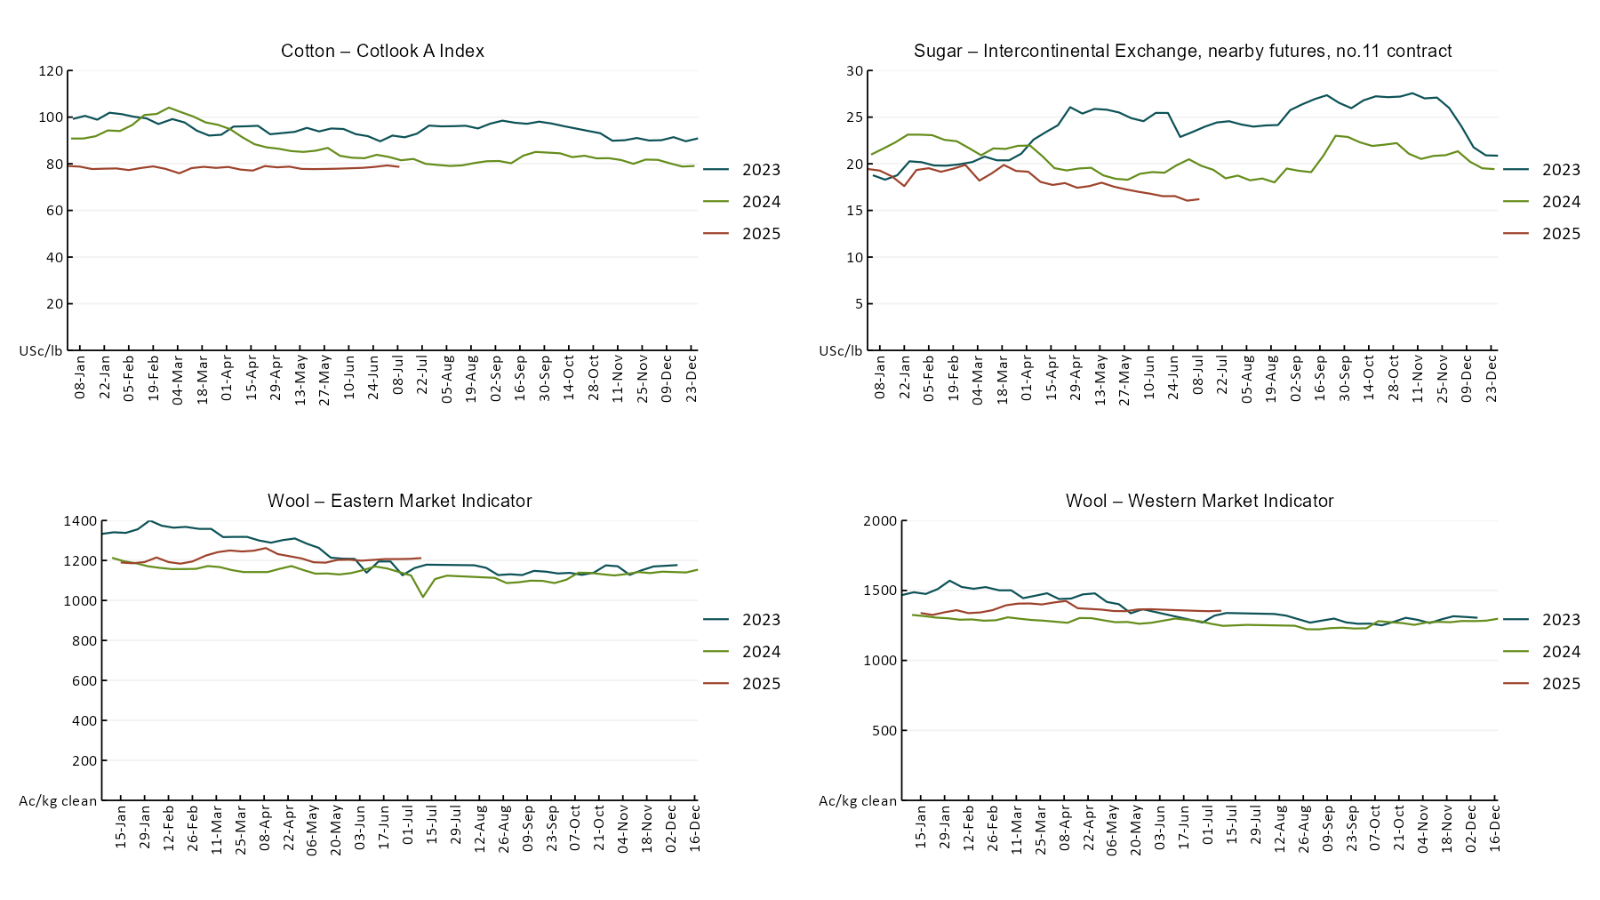 Cotton – Cotlook A Index
120
100
80
60
40
20
USc/lb
08-Jan
22-Jan
05-Feb
19-Feb
04-Mar
18-Mar
01-Apr
15-Apr
29-Apr
13-May
27-May
10-Jun
24-Jun
08-Jul
22-Jul
05-Aug
19-Aug
02-Sep
16-Sep
30-Sep
14-Oct
28-Oct
11-Nov
25-Nov
09-Dec
23-Dec
2023
2024
2025
Sugar – Intercontinental Exchange, nearby futures, no.11 contract
30
25
20
15
10
5
USc/lb
08-Jan
22-Jan
05-Feb
19-Feb
04-Mar
18-Mar
01-Apr
15-Apr
29-Apr
13-May
27-May
10-Jun
24-Jun
08-Jul
22-Jul
05-Aug
19-Aug
02-Sep
16-Sep
30-Sep
14-Oct
28-Oct
11-Nov
25-Nov
09-Dec
23-Dec
2023
2024
2025
Wool – Eastern Market Indicator
1400
1200
1000
800
600
400
200
Ac/kg clean
15-Jan
29-Jan
12-Feb
26-Feb
11-Mar
25-Mar
08-Apr
22-Apr
06-May
20-May
03-Jun
17-Jun
01-Jul
15-Jul
29-Jul
12-Aug
26-Aug
09-Sep
23-Sep
07-Oct
21-Oct
04-Nov
18-Nov
02-Dec
16-Dec
2023
2024
2025
Wool – Western Market Indicator
2000
1500
1000
500
Ac/kg clean
15-Jan
29-Jan
12-Feb
26-Feb
11-Mar
25-Mar
08-Apr
22-Apr
06-May
20-May
03-Jun
17-Jun
01-Jul
15-Jul
29-Jul
12-Aug
26-Aug
09-Sep
23-Sep
07-Oct
21-Oct
04-Nov
18-Nov
02-Dec
16-Dec
2023
2024
2025